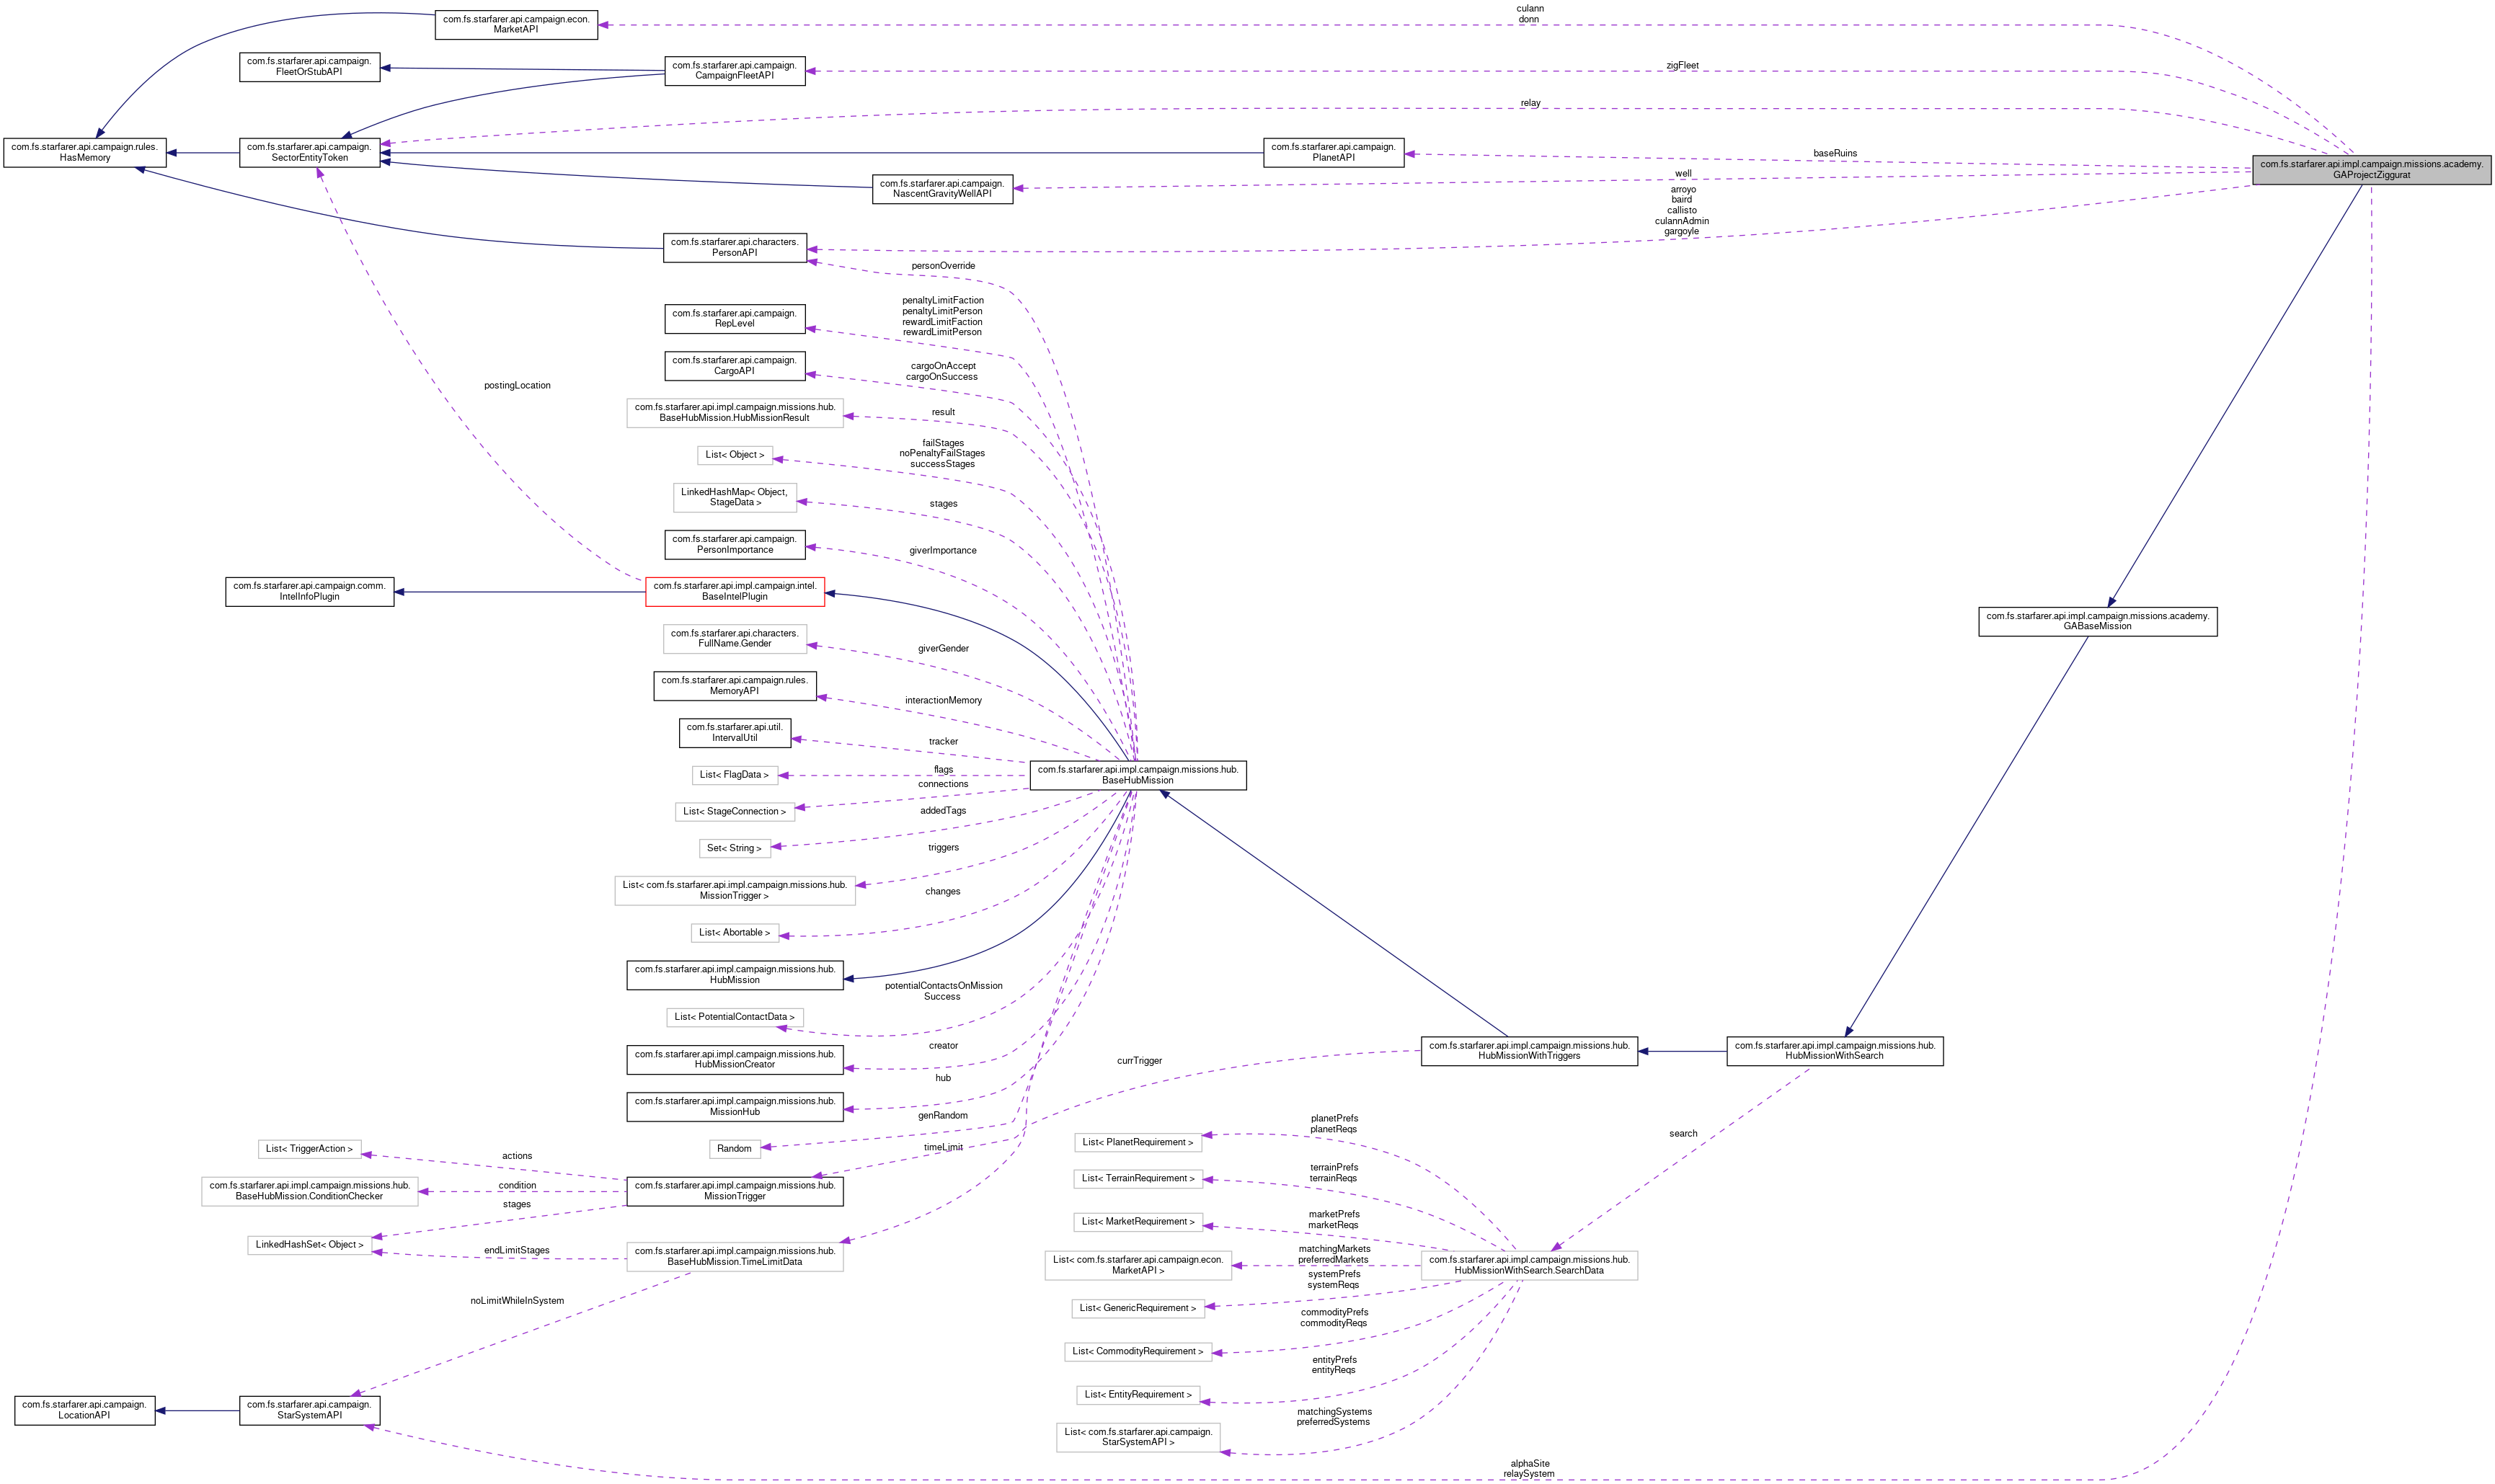 com.fs.starfarer.api.campaign.econ.
MarketAPI
culann
donn
com.fs.starfarer.api.campaign.
FleetOrStubAPI
com.fs.starfarer.api.campaign.
CampaignFleetAPI
zigFleet
relay
com.fs.starfarer.api.campaign.rules.
HasMemory
com.fs.starfarer.api.campaign.
SectorEntityToken
com.fs.starfarer.api.campaign.
PlanetAPI
baseRuins
com.fs.starfarer.api.impl.campaign.missions.academy.
GAProjectZiggurat
com.fs.starfarer.api.campaign.
NascentGravityWellAPI
well
arroyo
baird
callisto
culannAdmin
gargoyle
com.fs.starfarer.api.characters.
PersonAPI
personOverride
com.fs.starfarer.api.campaign.
RepLevel
penaltyLimitFaction
penaltyLimitPerson
rewardLimitFaction
rewardLimitPerson
com.fs.starfarer.api.campaign.
CargoAPI
cargoOnAccept
cargoOnSuccess
postingLocation
com.fs.starfarer.api.impl.campaign.missions.hub.
BaseHubMission.HubMissionResult
result
List< Object >
failStages
noPenaltyFailStages
successStages
LinkedHashMap< Object,
StageData >
stages
com.fs.starfarer.api.campaign.
PersonImportance
giverImportance
com.fs.starfarer.api.campaign.comm.
IntelInfoPlugin
com.fs.starfarer.api.impl.campaign.intel.
BaseIntelPlugin
com.fs.starfarer.api.impl.campaign.missions.academy.
GABaseMission
com.fs.starfarer.api.characters.
FullName.Gender
giverGender
com.fs.starfarer.api.campaign.rules.
MemoryAPI
interactionMemory
com.fs.starfarer.api.util.
IntervalUtil
tracker
com.fs.starfarer.api.impl.campaign.missions.hub.
BaseHubMission
List< FlagData >
flags
List< StageConnection >
connections
Set< String >
addedTags
List< com.fs.starfarer.api.impl.campaign.missions.hub.
MissionTrigger >
triggers
List< Abortable >
changes
com.fs.starfarer.api.impl.campaign.missions.hub.
HubMission
List< PotentialContactData >
potentialContactsOnMission
Success
com.fs.starfarer.api.impl.campaign.missions.hub.
HubMissionCreator
creator
com.fs.starfarer.api.impl.campaign.missions.hub.
HubMissionWithTriggers
com.fs.starfarer.api.impl.campaign.missions.hub.
HubMissionWithSearch
currTrigger
com.fs.starfarer.api.impl.campaign.missions.hub.
MissionHub
hub
Random
genRandom
timeLimit
List< TriggerAction >
actions
com.fs.starfarer.api.impl.campaign.missions.hub.
BaseHubMission.ConditionChecker
condition
com.fs.starfarer.api.impl.campaign.missions.hub.
MissionTrigger
stages
LinkedHashSet< Object >
endLimitStages
com.fs.starfarer.api.impl.campaign.missions.hub.
BaseHubMission.TimeLimitData
noLimitWhileInSystem
search
List< PlanetRequirement >
planetPrefs
planetReqs
List< TerrainRequirement >
terrainPrefs
terrainReqs
List< MarketRequirement >
marketPrefs
marketReqs
List< com.fs.starfarer.api.campaign.econ.
MarketAPI >
matchingMarkets
preferredMarkets
com.fs.starfarer.api.impl.campaign.missions.hub.
HubMissionWithSearch.SearchData
List< GenericRequirement >
systemPrefs
systemReqs
List< CommodityRequirement >
commodityPrefs
commodityReqs
List< EntityRequirement >
entityPrefs
entityReqs
List< com.fs.starfarer.api.campaign.
StarSystemAPI >
matchingSystems
preferredSystems
com.fs.starfarer.api.campaign.
LocationAPI
com.fs.starfarer.api.campaign.
StarSystemAPI
alphaSite
relaySystem